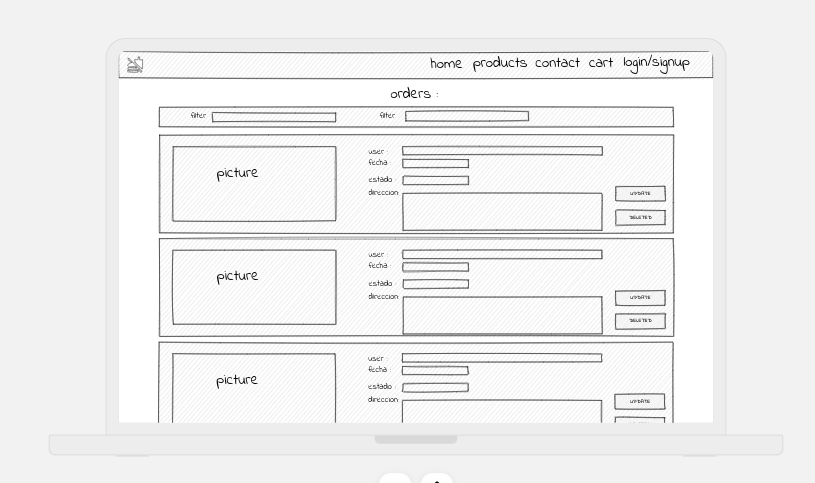 home products contact cart login/signup
orders :
filter filter
picture
user :
fecha :
estado :
direccion:
UPDATE
DELETED
picture
user :
fecha :
estado :
direccion:
UPDATE
DELETED
picture
user :
fecha :
estado :
direccion:
UPDATE